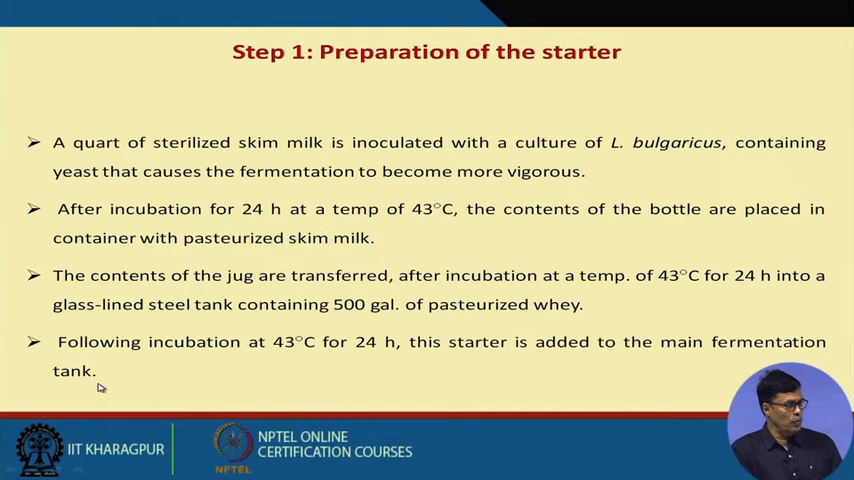 Step 1: Preparation of the starter
➢ A quart of sterilized skim milk is inoculated with a culture of L. bulgaricus, containing
yeast that causes the fermentation to become more vigorous.
➢ After incubation for 24 h at a temp of 43°C, the contents of the bottle are placed in
container with pasteurized skim milk.
➢ The contents of the jug are transferred, after incubation at a temp. of 43°C for 24 h into a
glass-lined steel tank containing 500 gal. of pasteurized whey.
➢ Following incubation at 43°C for 24 h, this starter is added to the main fermentation
tank.
IIT KHARAGPUR
NPTEL
NPTEL ONLINE
CERTIFICATION COURSES